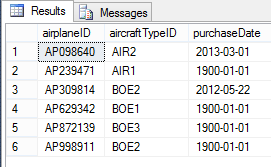 Results Messages
airplaneID aircraftTypeID purchaseDate
1 AP098640 AIR2 2013-03-01
2 AP239471 AIR1 1900-01-01
3 AP309814 BOE2 2012-05-22
4 AP629342 BOE1 1900-01-01
5 AP872139 BOE3 1900-01-01
6 AP998911 BOE2 1900-01-01